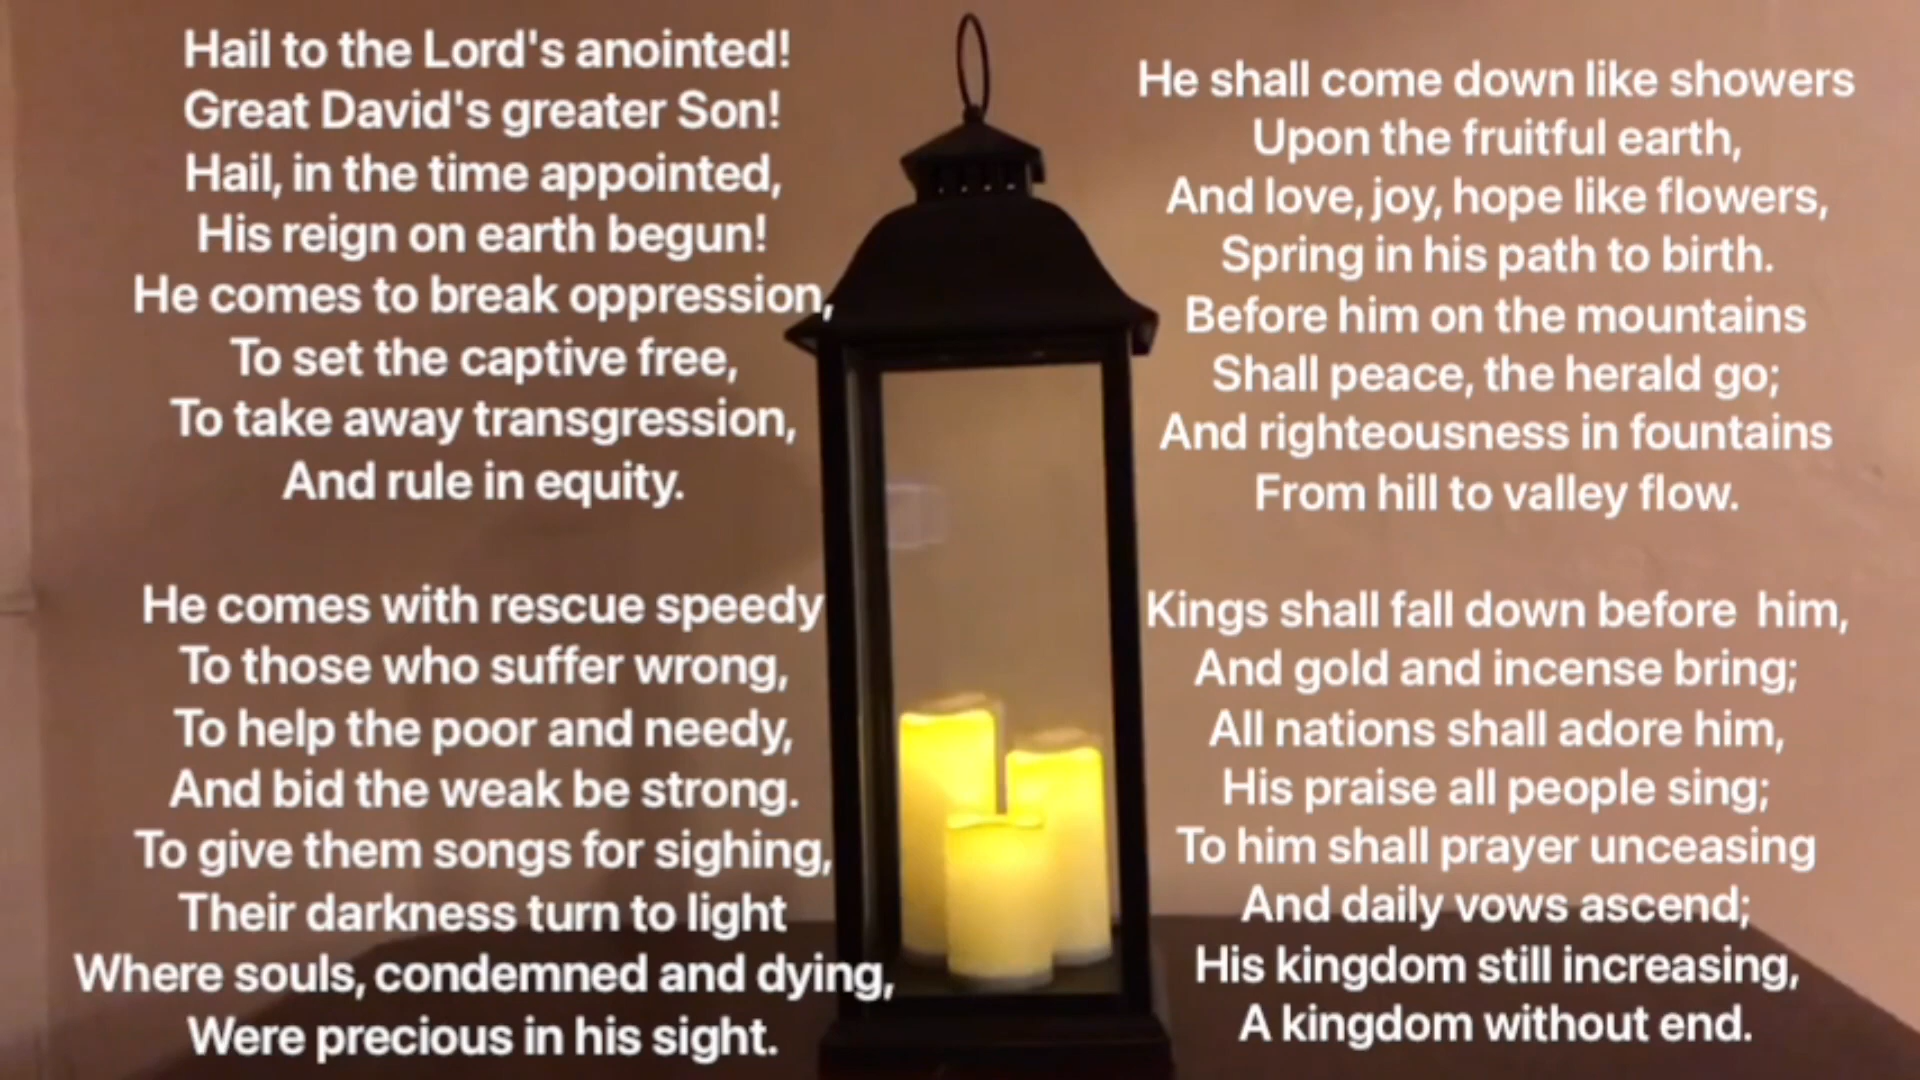 Hail to the Lord's anointed!
Great David's greater Son!
Hail, in the time appointed,
His reign on earth begun!
He comes to break oppression,
To set the captive free,
To take away transgression,
And rule in equity.
He comes with rescue speedy
To those who suffer wrong,
To help the poor and needy,
And bid the weak be strong.
To give them songs for sighing,
Their darkness turn to light
Where souls, condemned and dying,
Were precious in his sight.
He shall come down like showers
Upon the fruitful earth,
And love, joy, hope like flowers,
Spring in his path to birth.
Before him on the mountains
Shall peace, the herald go;
And righteousness in fountains
From hill to valley flow.
Kings shall fall down before  him,
And gold and incense bring;
All nations shall adore him,
His praise all people sing;
To him shall prayer unceasing
And daily vows ascend;
His kingdom still increasing,
A kingdom without end.